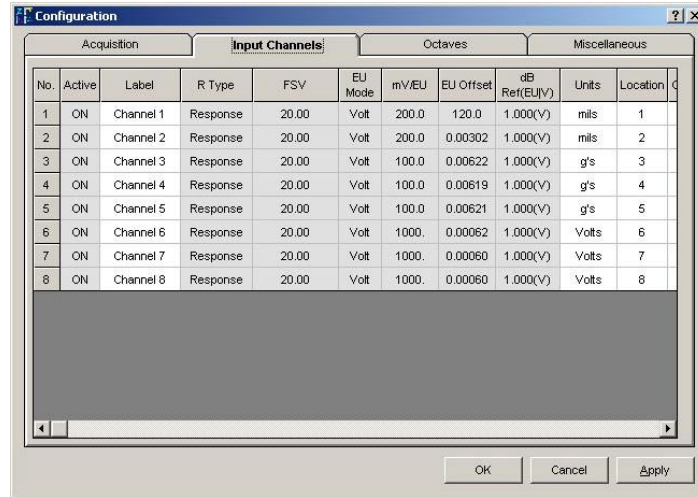 Configuration
Acquisition Input Channels Octaves Miscellaneous
No. Active Label R Type FSV EU Mode mV/EU EU Offset dB Ref(EU|V) Units Location
1 ON Channel 1 Response 20.00 Volt 200.0 120.0 1.000(V) mils 1
2 ON Channel 2 Response 20.00 Volt 200.0 0.00302 1.000(V) mils 2
3 ON Channel 3 Response 20.00 Volt 100.0 0.00622 1.000(V) g's 3
4 ON Channel 4 Response 20.00 Volt 100.0 0.00619 1.000(V) g's 4
5 ON Channel 5 Response 20.00 Volt 100.0 0.00621 1.000(V) g's 5
6 ON Channel 6 Response 20.00 Volt 1000. 0.00062 1.000(V) Volts 6
7 ON Channel 7 Response 20.00 Volt 1000. 0.00060 1.000(V) Volts 7
8 ON Channel 8 Response 20.00 Volt 1000. 0.00060 1.000(V) Volts 8
OK Cancel Apply